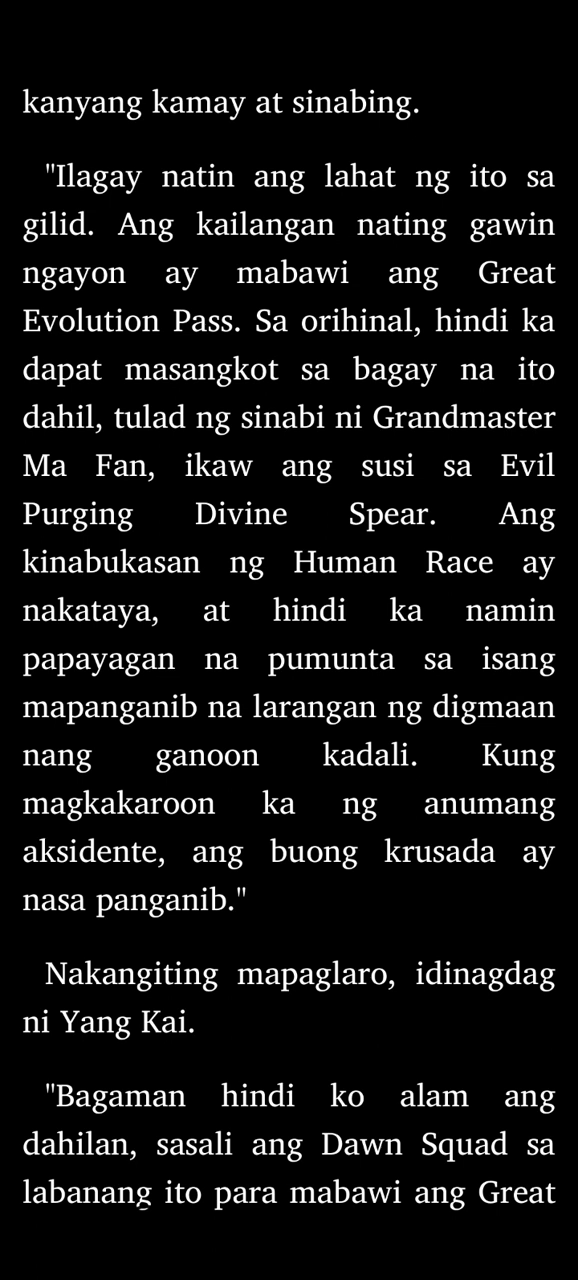 kanyang kamay at sinabing.
"Ilagay natin ang lahat ng ito sa
gilid. Ang kailangan nating gawin
ngayon ay mabawi ang Great
Evolution Pass. Sa orihinal, hindi ka
dapat masangkot sa bagay na ito
dahil, tulad ng sinabi ni Grandmaster
Ma Fan, ikaw ang susi sa Evil
Purging Divine Spear. Ang
kinabukasan ng Human Race ay
nakataya, at hindi ka namin
papayagan na pumunta sa isang
mapanganib na larangan ng digmaan
nang ganoon kadali. Kung
magkakaroon ka ng anumang
aksidente, ang buong krusada ay
nasa panganib."
Nakangiting mapaglaro, idinagdag
ni Yang Kai.
"Bagaman hindi ko alam ang
dahilan, sasali ang Dawn Squad sa
labanang ito para mabawi ang Great